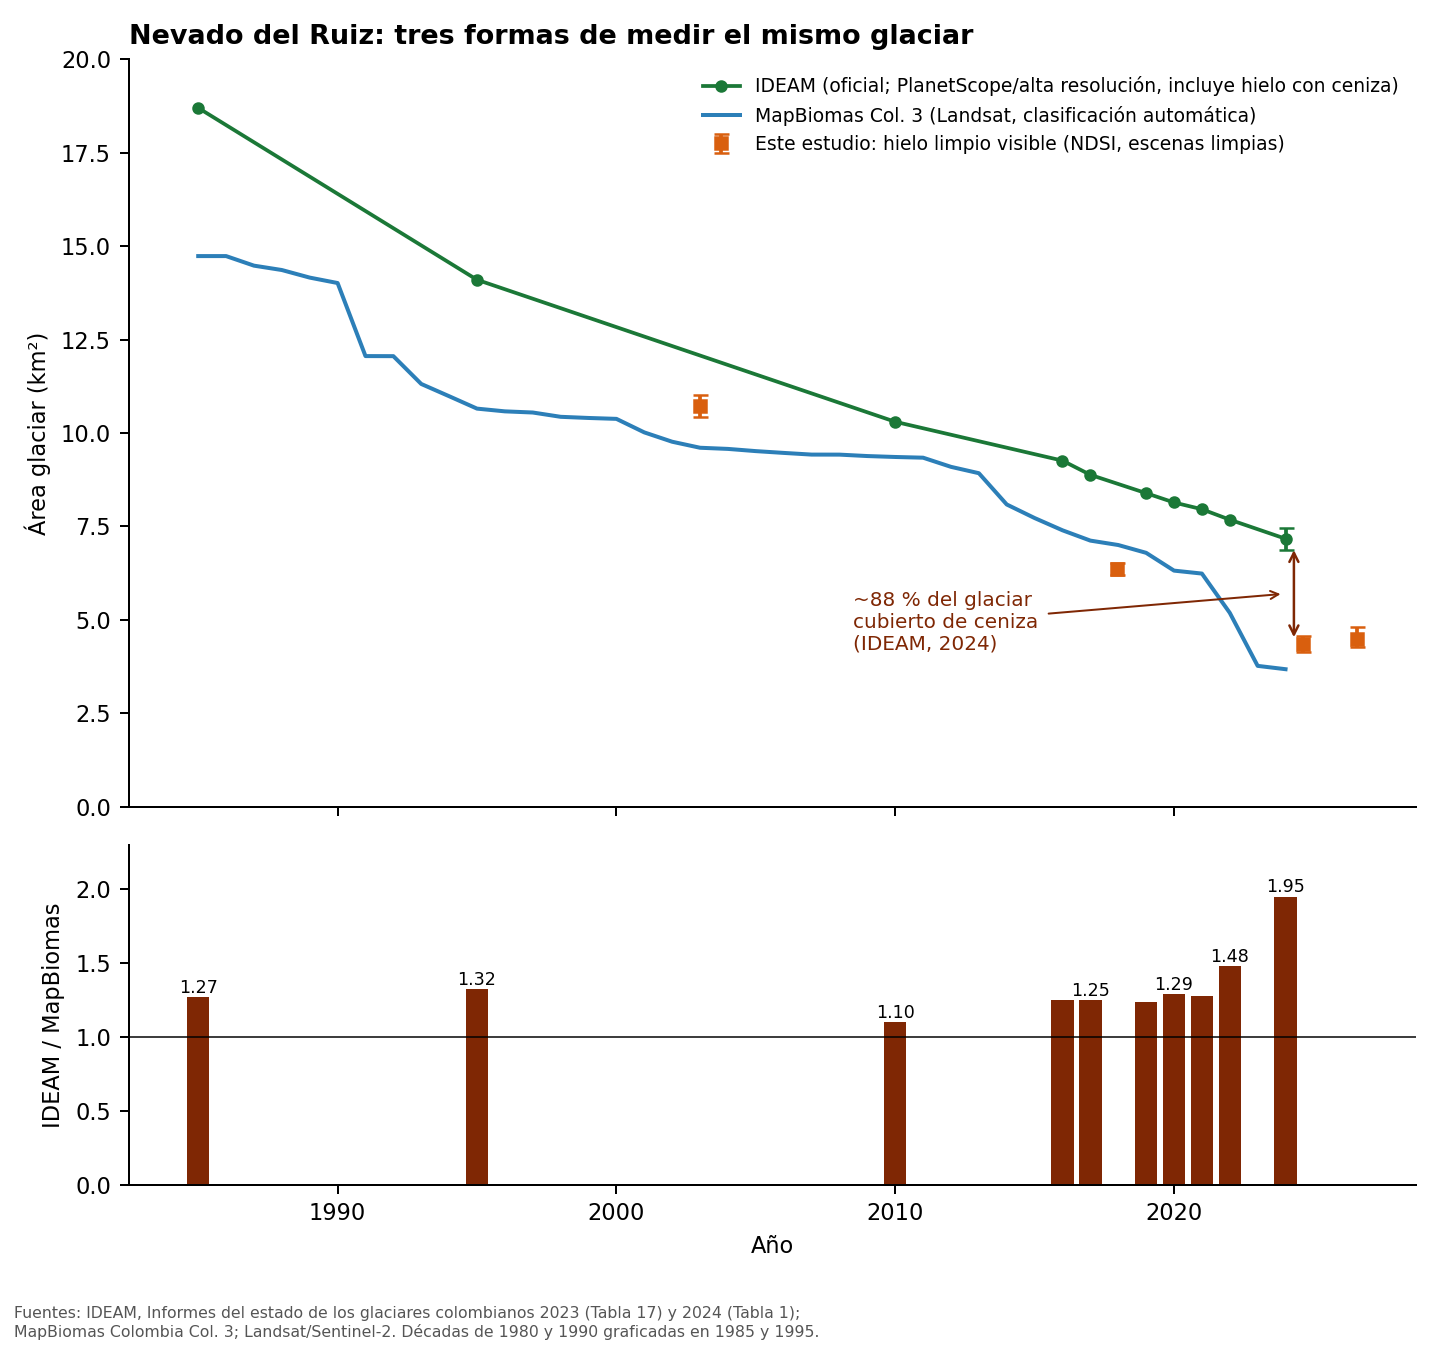 Nevado del Ruiz: tres formas de medir el mismo glaciar
IDEAM (oficial; PlanetScope/alta resolución, incluye hielo con ceniza)
MapBiomas Col. 3 (Landsat, clasificación automática)
Este estudio: hielo limpio visible (NDSI, escenas limpias)
Área glaciar (km²)
20.0
17.5
15.0
12.5
10.0
7.5
5.0
2.5
0.0
~88 % del glaciar
cubierto de ceniza
(IDEAM, 2024)
IDEAM / MapBiomas
2.0
1.5
1.0
0.5
0.0
1.27
1.32
1.10
1.25
1.29
1.48
1.95
1990
2000
2010
2020
Año
Fuentes: IDEAM, Informes del estado de los glaciares colombianos 2023 (Tabla 17) y 2024 (Tabla 1);
MapBiomas Colombia Col. 3; Landsat/Sentinel-2. Décadas de 1980 y 1990 graficadas en 1985 y 1995.